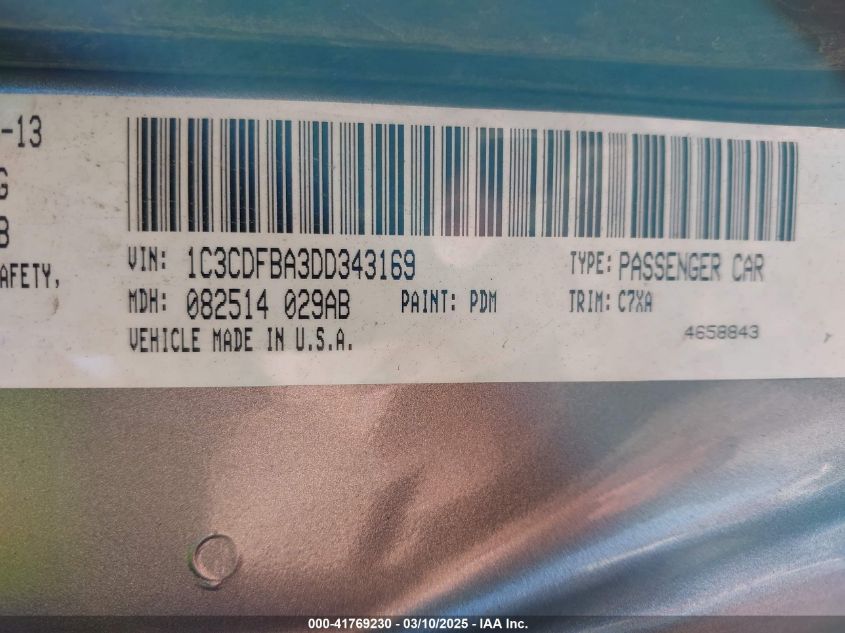 -13
G
B
AFETY,
VIN: 1C3CDFBA3DD343169 TYPE: PASSENGER CAR
MDH: 082514 029AB PAINT: PDM TRIM: C7XA
VEHICLE MADE IN U.S.A. 4658843
000-41769230 - 03/10/2025 - IAA Inc.